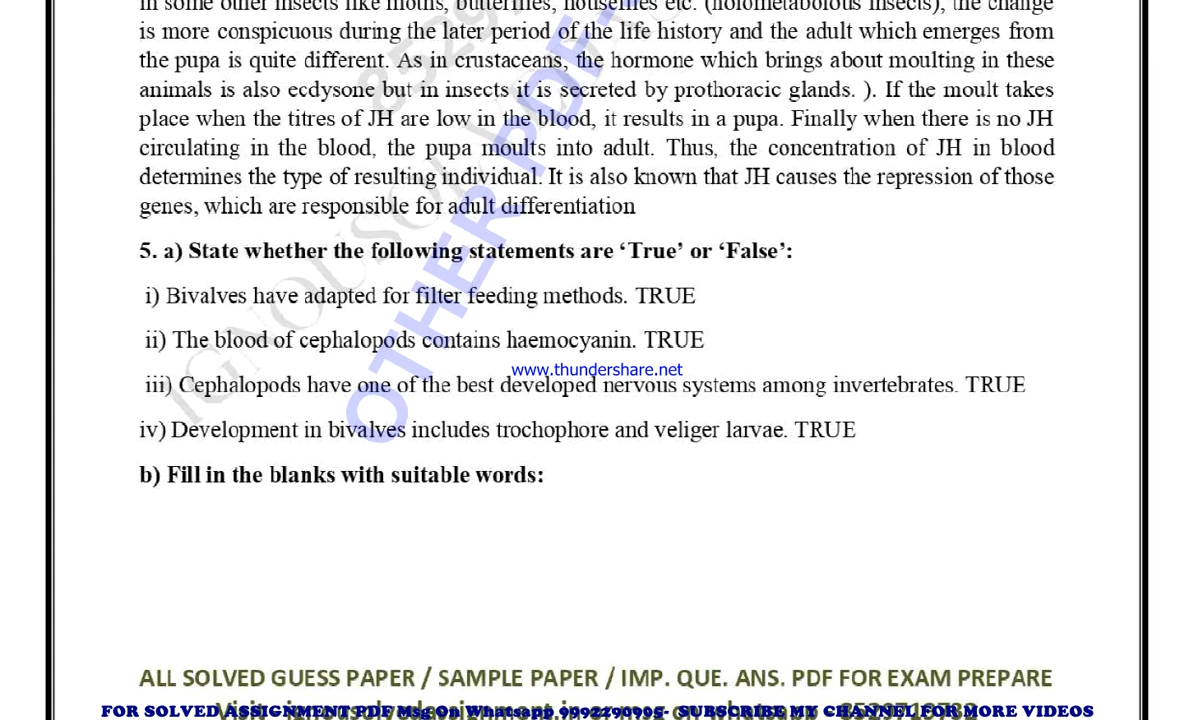 in some other insects like moths, butterflies, houseflies etc. (holometabolous insects), the change
is more conspicuous during the later period of the life history and the adult which emerges from
the pupa is quite different. As in crustaceans, the hormone which brings about moulting in these
animals is also ecdysone but in insects it is secreted by prothoracic glands. ). If the moult takes
place when the titres of JH are low in the blood, it results in a pupa. Finally when there is no JH
circulating in the blood, the pupa moults into adult. Thus, the concentration of JH in blood
determines the type of resulting individual. It is also known that JH causes the repression of those
genes, which are responsible for adult differentiation
5. a) State whether the following statements are ‘True’ or ‘False’:
i) Bivalves have adapted for filter feeding methods. TRUE
ii) The blood of cephalopods contains haemocyanin. TRUE
www.thundershare.net
iii) Cephalopods have one of the best developed nervous systems among invertebrates. TRUE
iv) Development in bivalves includes trochophore and veliger larvae. TRUE
b) Fill in the blanks with suitable words:
OTHER PDF
ALL SOLVED GUESS PAPER / SAMPLE PAPER / IMP. QUE. ANS. PDF FOR EXAM PREPARE
FOR SOLVED ASSIGNMENT PDF Msg On Whatsapp 9992290995- SUBSCRIBE MY CHANNEL FOR MORE VIDEOS